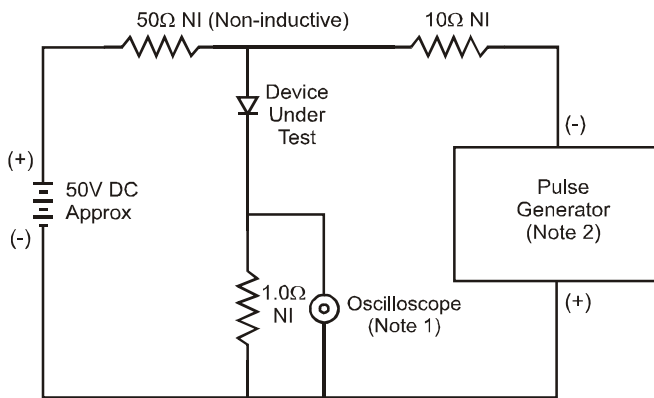 50Ω NI (Non-inductive)
10Ω NI
Device
Under
Test
(-)
(+)
50V DC
Approx
(-)
Pulse
Generator
(Note 2)
1.0Ω
NI
Oscilloscope
(Note 1)
(+)